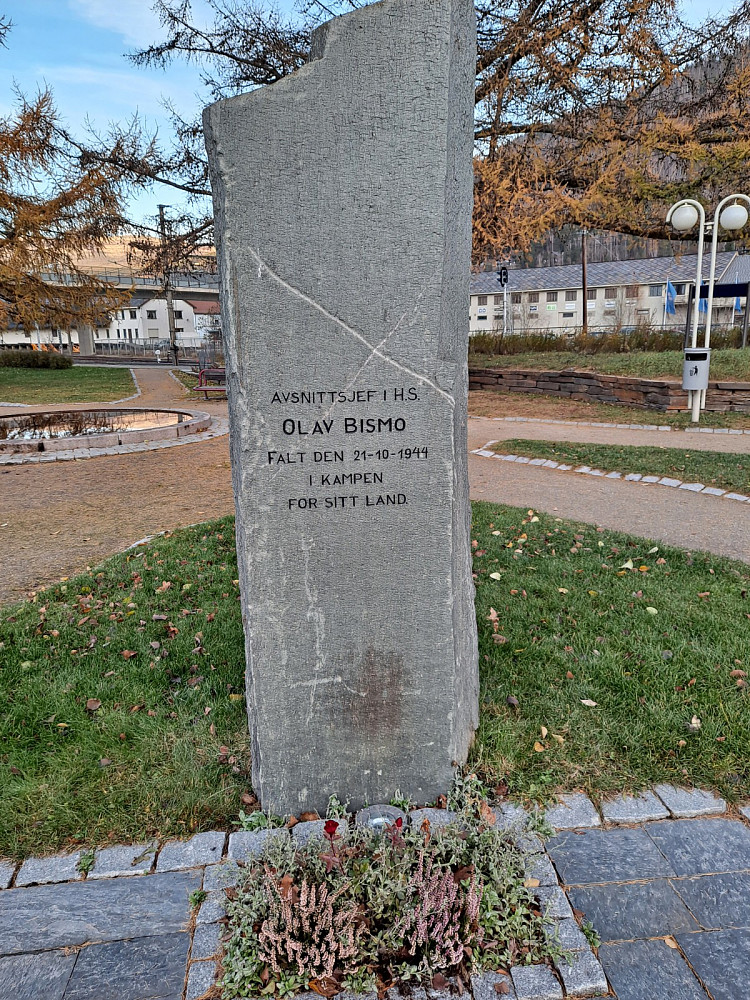 AVSNITTSJEF I H.S.
OLAV BISMO
FALT DEN 21-10-1944
I KAMPEN
FOR SITT LAND.